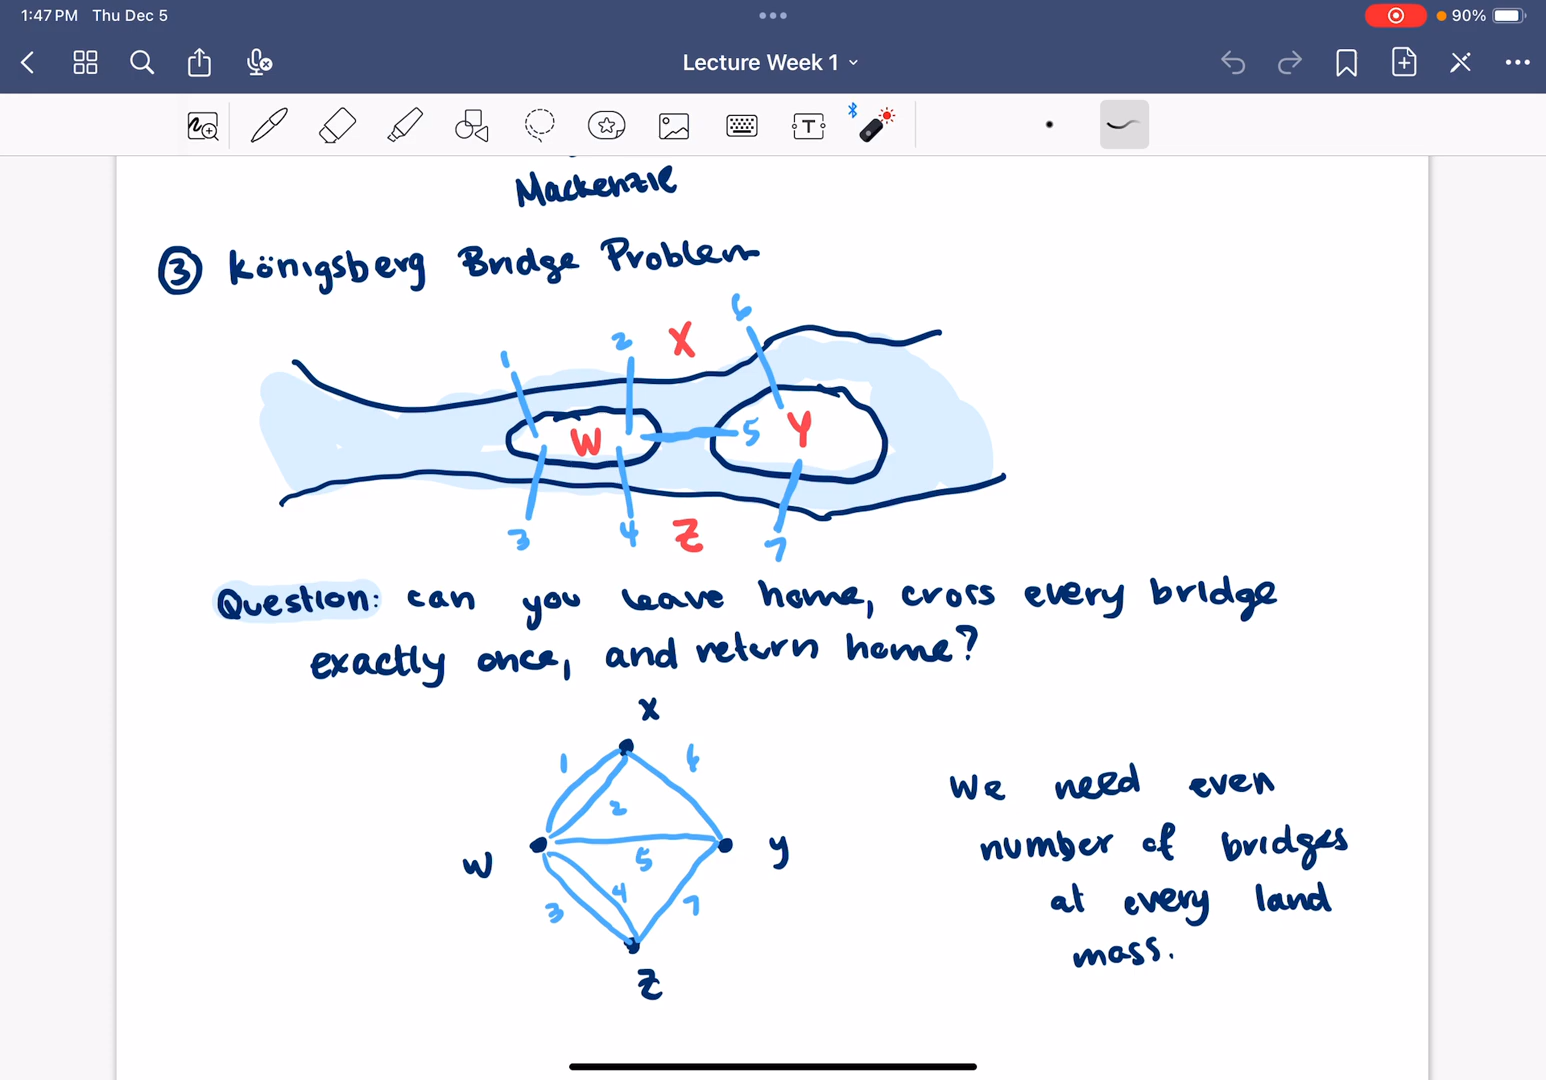 1:47 PM Thu Dec 5
90%
Lecture Week 1
T
Mackenzie
③ Königsberg Bridge Problem
6
2 X
1
W 5 Y
3 4 Z 7
Question: can you leave home, cross every bridge
exactly once, and return home?
X
1 6
2
W 5 y
4
3 7
Z
We need even
number of bridges
at every land
mass.